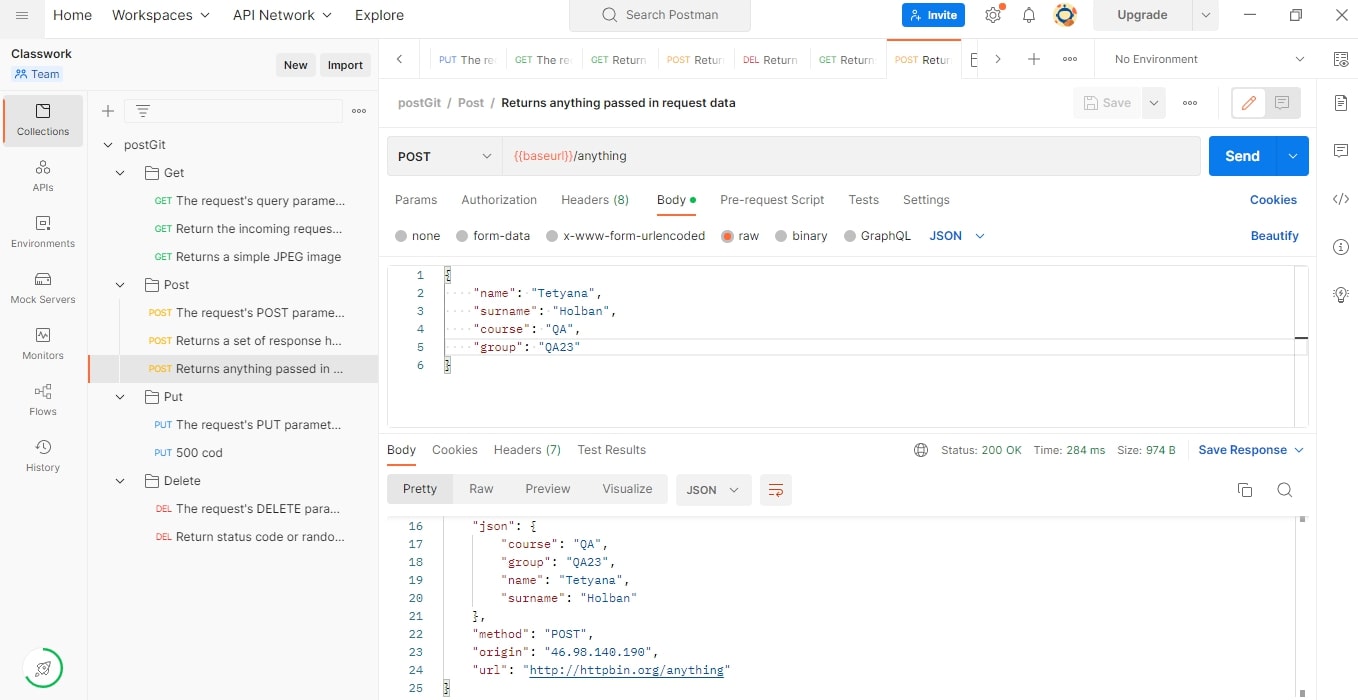 Home Workspaces API Network Explore Search Postman Invite Upgrade
Classwork
Team
New Import
PUT The re GET The re GET Return POST Retur DEL Return GET Return POST Retur No Environment
postGit / Post / Returns anything passed in request data Save
Collections
APIs
Environments
Mock Servers
Monitors
Flows
History
postGit
Get
GET The request's query parame...
GET Return the incoming reques...
GET Returns a simple JPEG image
Post
POST The request's POST parame...
POST Returns a set of response h...
POST Returns anything passed in ...
Put
PUT The request's PUT paramet...
PUT 500 cod
Delete
DEL The request's DELETE para...
DEL Return status code or rando...
POST {{baseurl}}/anything Send
Params Authorization Headers (8) Body Pre-request Script Tests Settings Cookies
none form-data x-www-form-urlencoded raw binary GraphQL JSON Beautify
1 {
2 "name": "Tetyana",
3 "surname": "Holban",
4 "course": "QA",
5 "group": "QA23"
6 }
Body Cookies Headers (7) Test Results Status: 200 OK Time: 284 ms Size: 974 B Save Response
Pretty Raw Preview Visualize JSON
16 "json": {
17 "course": "QA",
18 "group": "QA23",
19 "name": "Tetyana",
20 "surname": "Holban"
21 },
22 "method": "POST",
23 "origin": "46.98.140.190",
24 "url": "http://httpbin.org/anything"
25 }